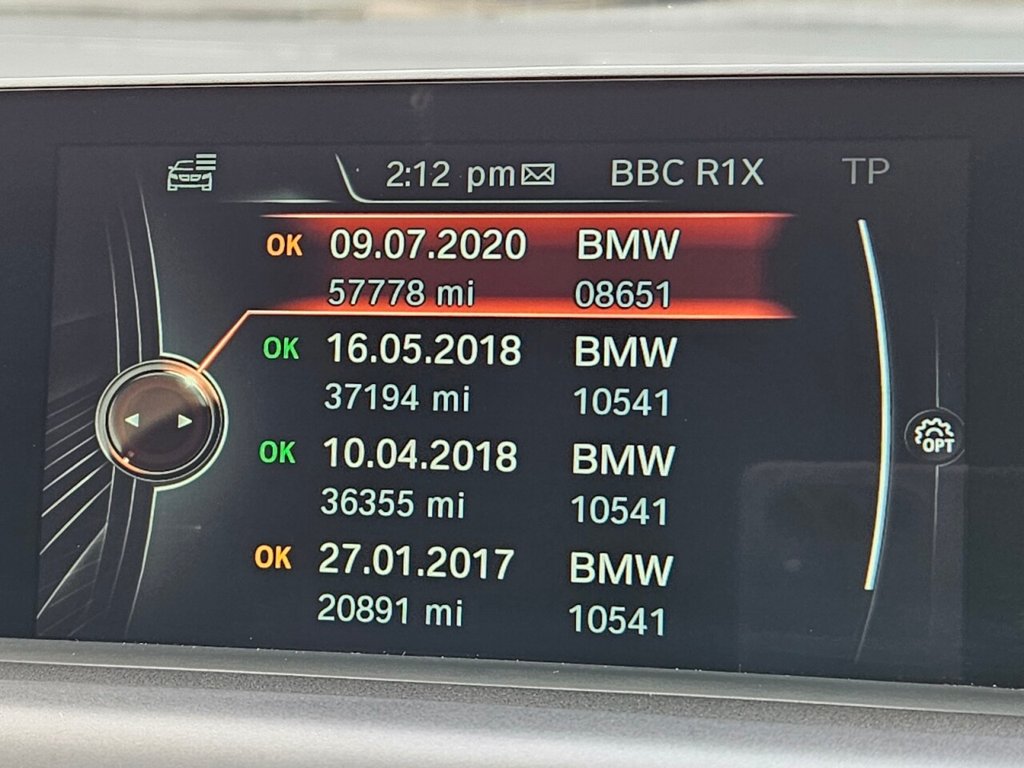 2:12 pm BBC R1X TP
OK 09.07.2020 BMW
57778 mi 08651
OK 16.05.2018 BMW
37194 mi 10541
OK 10.04.2018 BMW
36355 mi 10541
OPT
OK 27.01.2017 BMW
20891 mi 10541